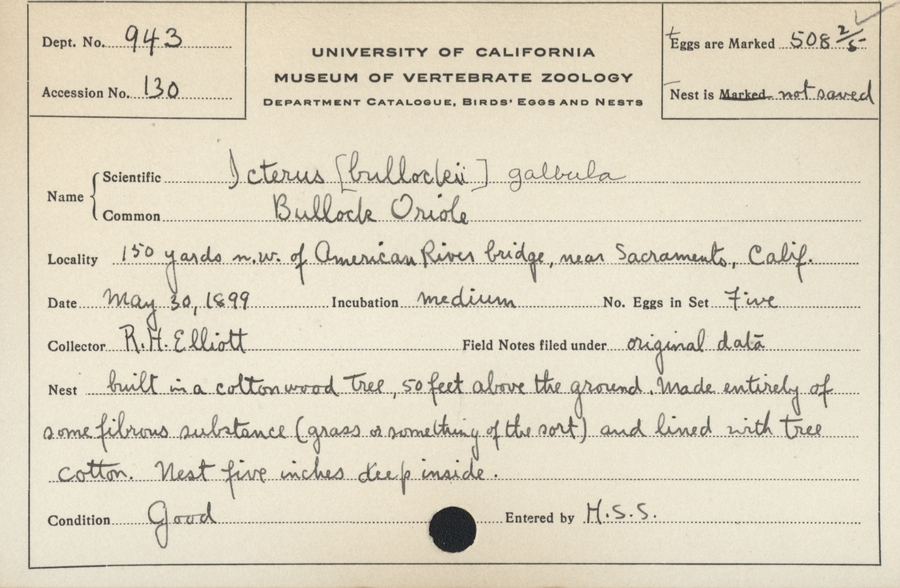 Dept. No. 943
Accession No. 130
UNIVERSITY OF CALIFORNIA
MUSEUM OF VERTEBRATE ZOOLOGY
DEPARTMENT CATALOGUE, BIRDS' EGGS AND NESTS
Eggs are Marked 508 2/5
Nest is Marked not saved
Name
Scientific Icterus [bullockii] galbula
Common Bullock Oriole
Locality 150 yards n.w. of American River bridge, near Sacramento, Calif.
Date May 30, 1899 Incubation medium No. Eggs in Set Five
Collector R.H. Elliott Field Notes filed under original data
Nest built in a cottonwood tree, 50 feet above the ground. Made entirely of
some fibrous substance (grass or something of the sort) and lined with tree
cotton. Nest five inches deep inside.
Condition Good Entered by H.S.S.